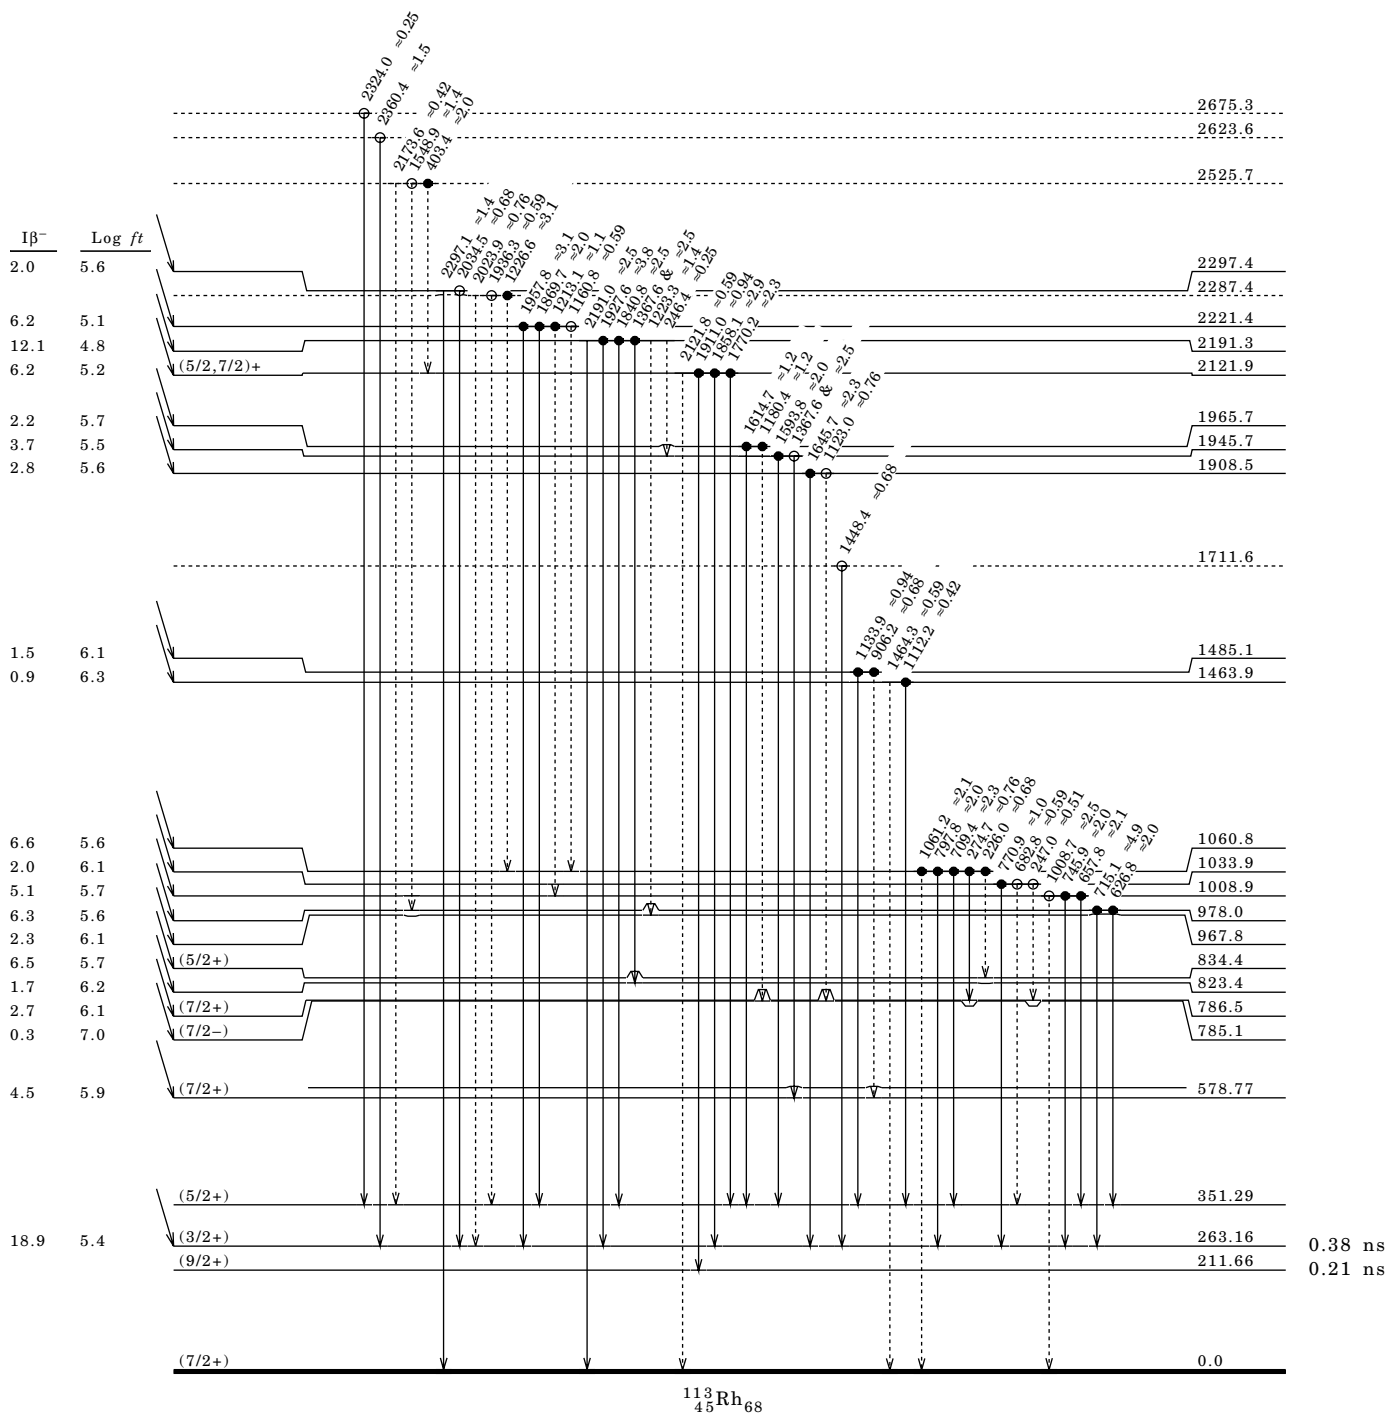 2324.0 ≈0.25
2360.4 ≈1.5
2173.6 ≈0.42
1548.9 ≈1.4
403.4 ≈2.0
2297.1 ≈1.4
2034.5 ≈0.68
2023.9 ≈0.76
1936.3 ≈0.59
1226.6 ≈3.1
1957.8 ≈3.1
1869.7 ≈2.0
1213.1 ≈1.1
1160.8 ≈0.59
2191.0 ≈2.5
1927.6 ≈3.8
1840.8 ≈2.5
1367.6 & ≈2.5
1223.3 ≈1.4
246.4 ≈0.25
2121.8 ≈0.59
1911.0 ≈0.94
1858.1 ≈2.9
1770.2 ≈2.3
1614.7 ≈1.2
1180.4 ≈1.2
1593.8 ≈2.0
1367.6 & ≈2.5
1645.7 ≈2.3
1123.0 ≈0.76
1448.4 ≈0.68
1133.9 ≈0.94
906.2 ≈0.68
1464.3 ≈0.59
1112.2 ≈0.42
1061.2 ≈2.1
797.8 ≈2.0
709.4 ≈2.3
274.7 ≈0.76
226.0 ≈0.68
770.9 ≈1.0
682.8 ≈0.59
247.0 ≈0.51
1008.7 ≈2.5
745.9 ≈2.0
657.8 ≈2.1
715.1 ≈4.9
626.8 ≈2.0
2675.3
2623.6
2525.7
Iβ⁻ Log ft
2.0 5.6 2297.4
2287.4
6.2 5.1 2221.4
12.1 4.8 2191.3
6.2 5.2 (5/2,7/2)+ 2121.9
2.2 5.7 1965.7
3.7 5.5 1945.7
2.8 5.6 1908.5
1711.6
1.5 6.1 1485.1
0.9 6.3 1463.9
6.6 5.6 1060.8
2.0 6.1 1033.9
5.1 5.7 1008.9
6.3 5.6 978.0
2.3 6.1 967.8
6.5 5.7 (5/2+) 834.4
1.7 6.2 823.4
2.7 6.1 (7/2+) 786.5
0.3 7.0 (7/2−) 785.1
4.5 5.9 (7/2+) 578.77
(5/2+) 351.29
18.9 5.4 (3/2+) 263.16 0.38 ns
(9/2+) 211.66 0.21 ns
(7/2+) 0.0
¹¹³₄₅Rh₆₈